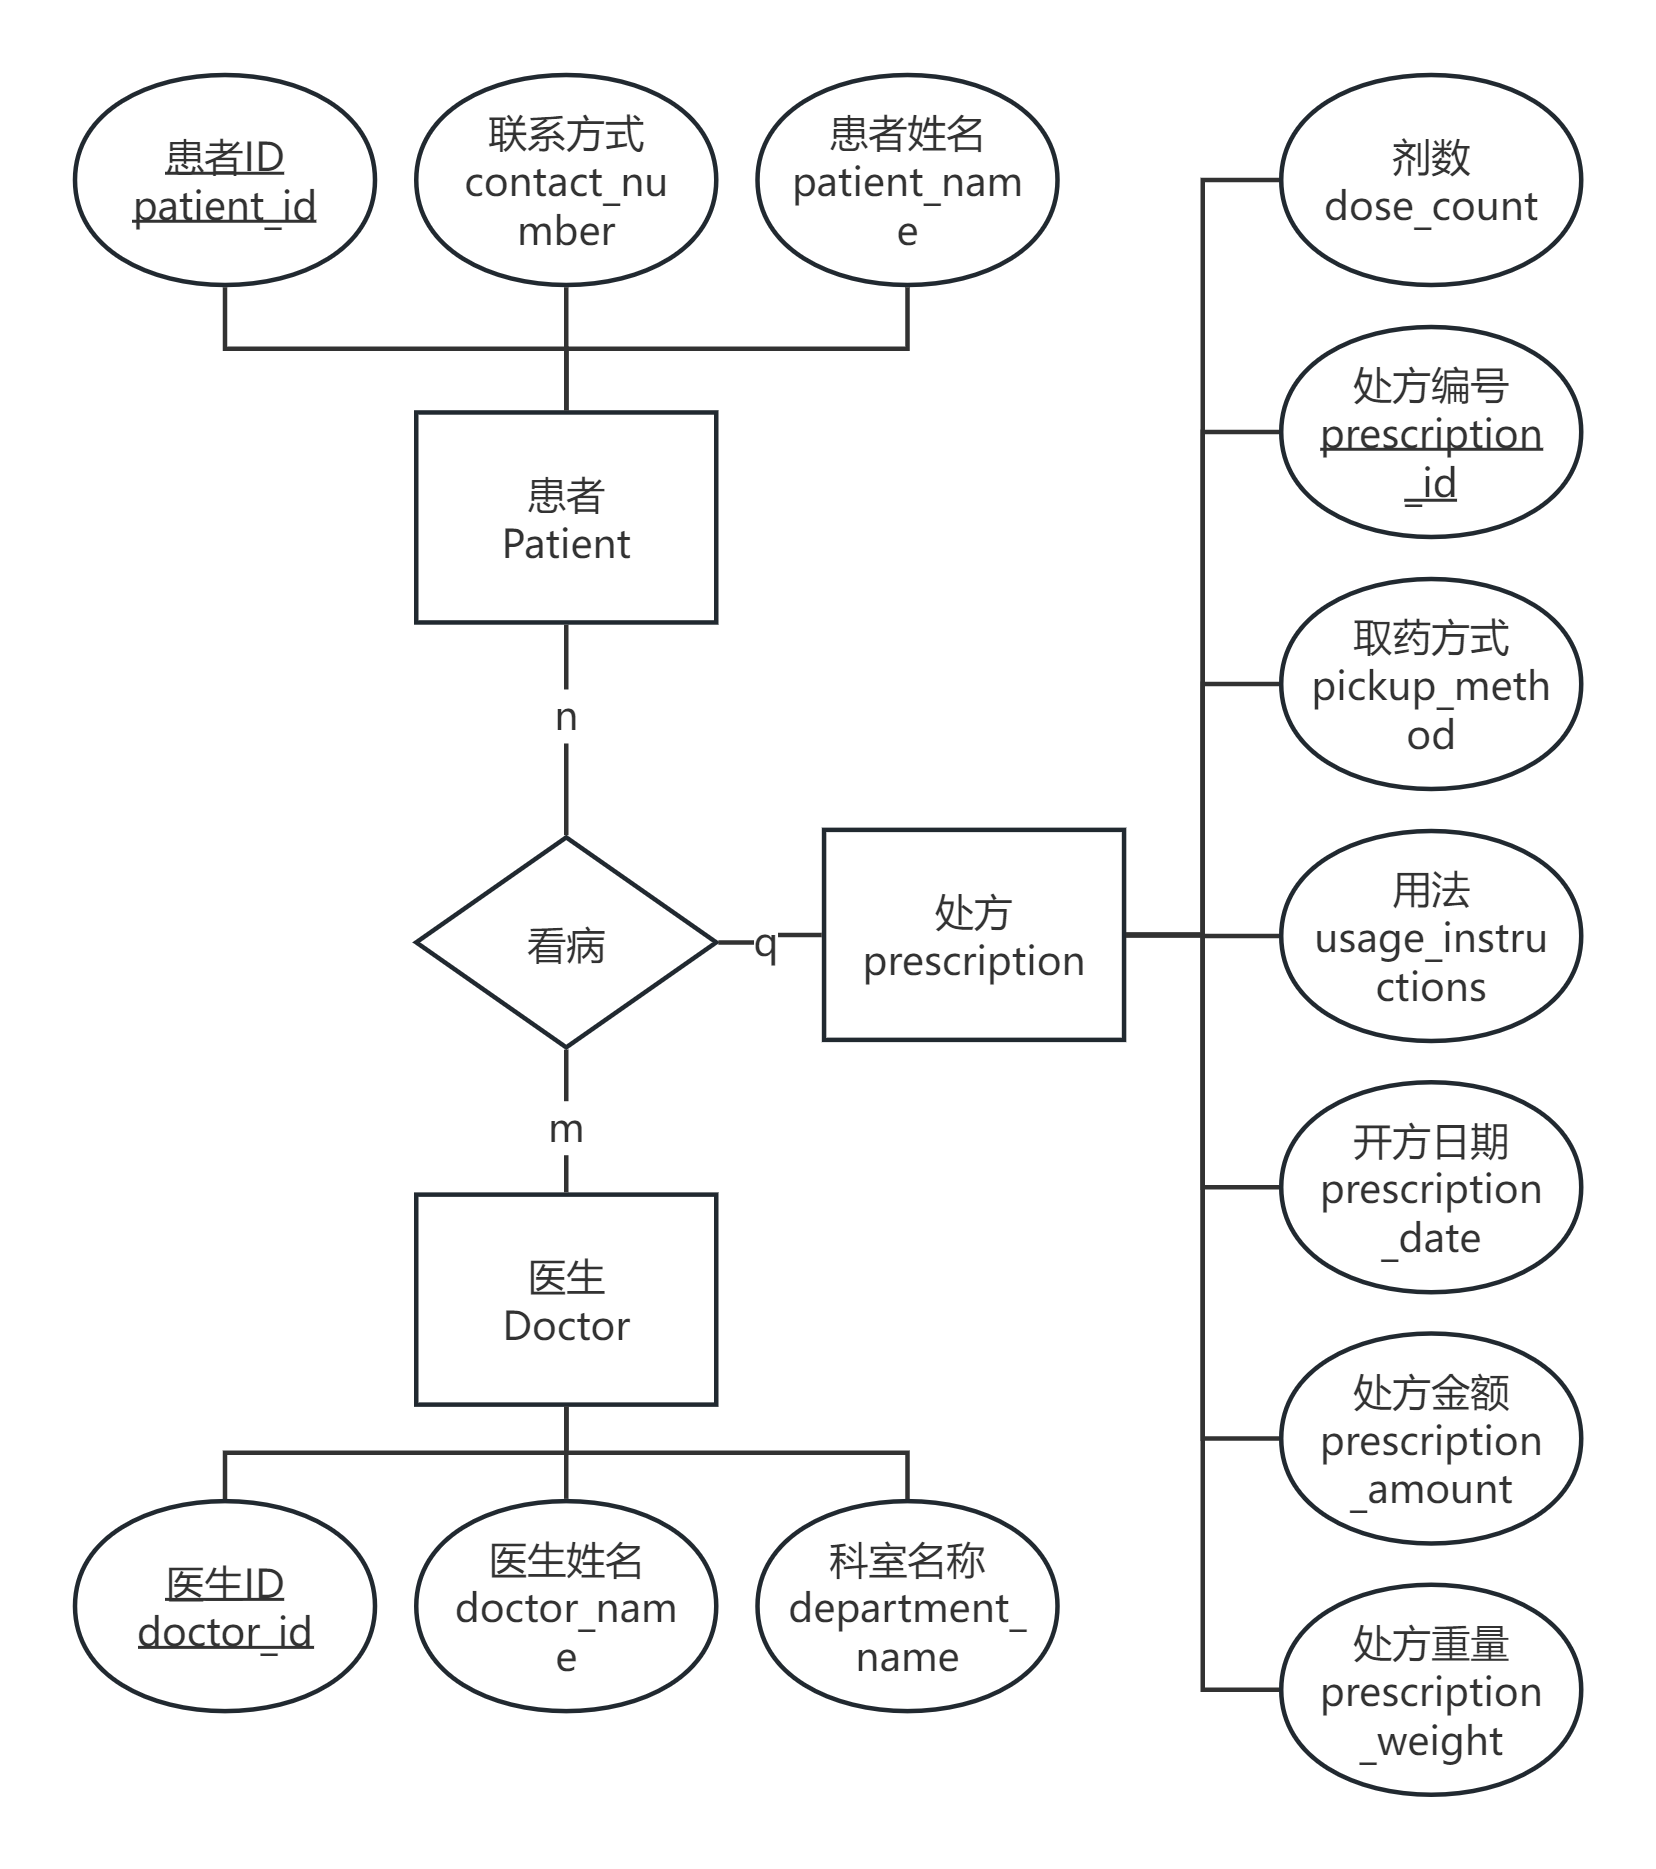 患者ID
patient_id
联系方式
contact_nu
mber
患者姓名
patient_nam
e
剂数
dose_count
处方编号
prescription
_id
患者
Patient
取药方式
pickup_meth
od
n
用法
usage_instru
ctions
看病
q
处方
prescription
m
开方日期
prescription
_date
医生
Doctor
处方金额
prescription
_amount
医生ID
doctor_id
医生姓名
doctor_nam
e
科室名称
department_
name
处方重量
prescription
_weight